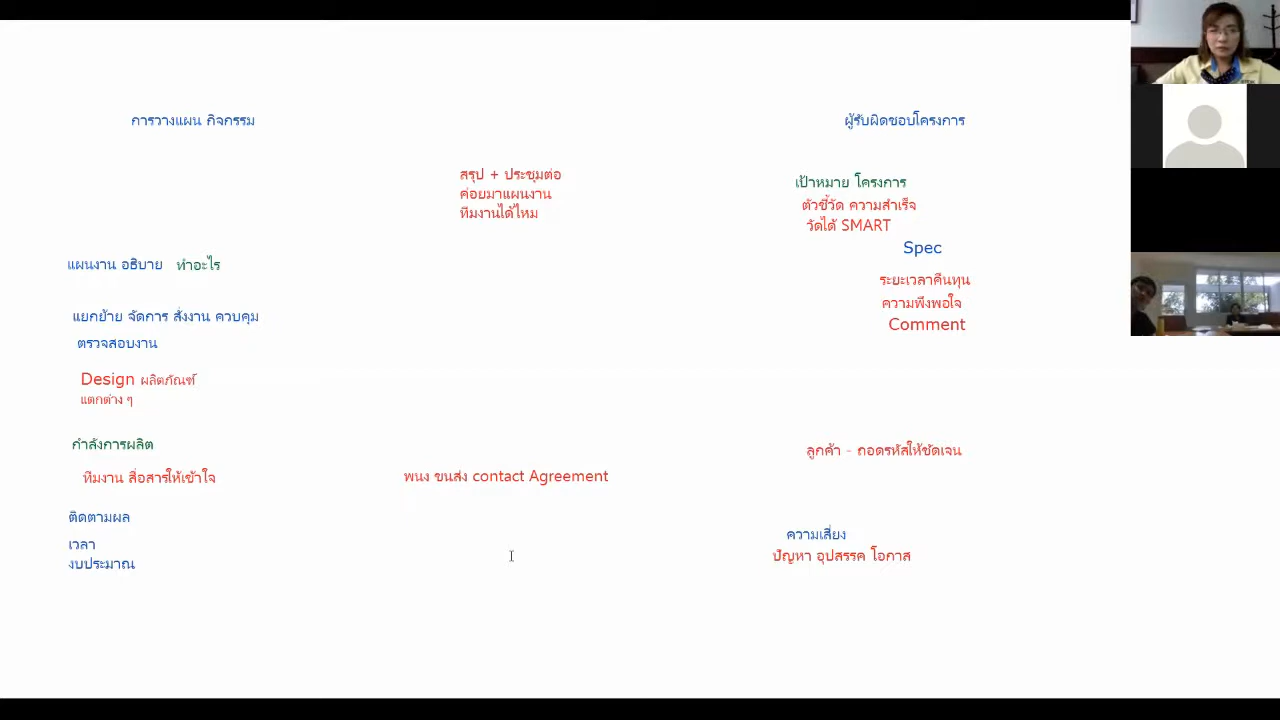 การวางแผน กิจกรรม
ผู้รับผิดชอบโครงการ
สรุป + ประชุมต่อ
ค่อยมาแผนงาน
ทีมงานได้ไหม
เป้าหมาย โครงการ
ตัวชี้วัด ความสำเร็จ
วัดได้ SMART
Spec
ระยะเวลาคืนทุน
ความพึงพอใจ
Comment
แผนงาน อธิบาย ทำอะไร
แยกย้าย จัดการ สั่งงาน ควบคุม
ตรวจสอบงาน
Design ผลิตภัณฑ์
แตกต่าง ๆ
กำลังการผลิต
ทีมงาน สื่อสารให้เข้าใจ
พนง ขนส่ง contact Agreement
ลูกค้า - ถอดรหัสให้ชัดเจน
ติดตามผล
เวลา
งบประมาณ
ความเสี่ยง
ปัญหา อุปสรรค โอกาส